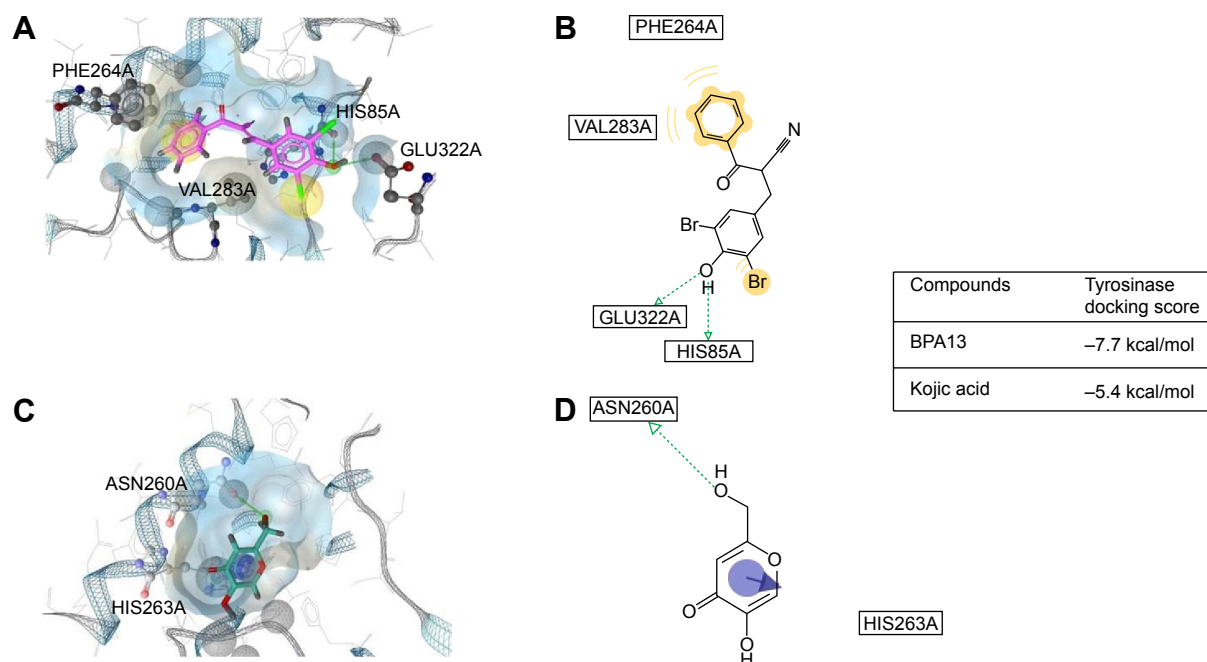 A
PHE264A
HIS85A
GLU322A
VAL283A
B
PHE264A
VAL283A
N
O
Br
O
H
Br
GLU322A
HIS85A
Compounds Tyrosinase docking score
BPA13 –7.7 kcal/mol
Kojic acid –5.4 kcal/mol
C
ASN260A
HIS263A
D
ASN260A
H
O
O
O
O
H
HIS263A